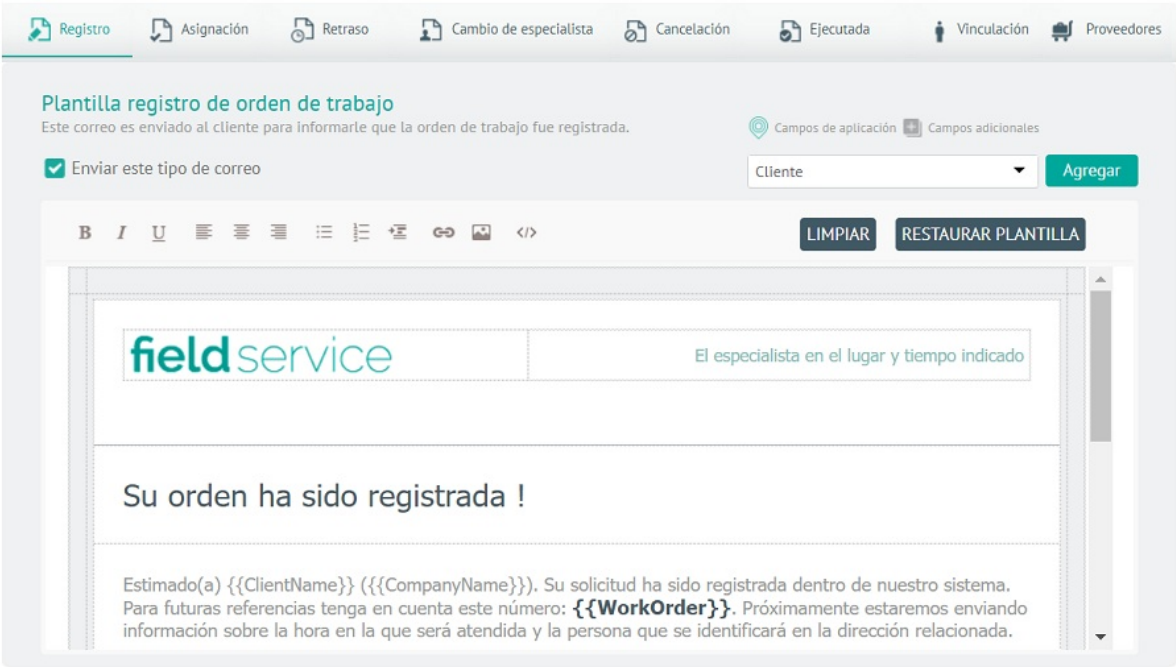 Registro Asignación Retraso Cambio de especialista Cancelación Ejecutada Vinculación Proveedores
Plantilla registro de orden de trabajo
Este correo es enviado al cliente para informarle que la orden de trabajo fue registrada.
Campos de aplicación Campos adicionales
Enviar este tipo de correo
Cliente Agregar
B I U LIMPIAR RESTAURAR PLANTILLA
fieldservice El especialista en el lugar y tiempo indicado
Su orden ha sido registrada !
Estimado(a) {{ClientName}} ({{CompanyName}}). Su solicitud ha sido registrada dentro de nuestro sistema.
Para futuras referencias tenga en cuenta este número: {{WorkOrder}}. Próximamente estaremos enviando
información sobre la hora en la que será atendida y la persona que se identificará en la dirección relacionada.